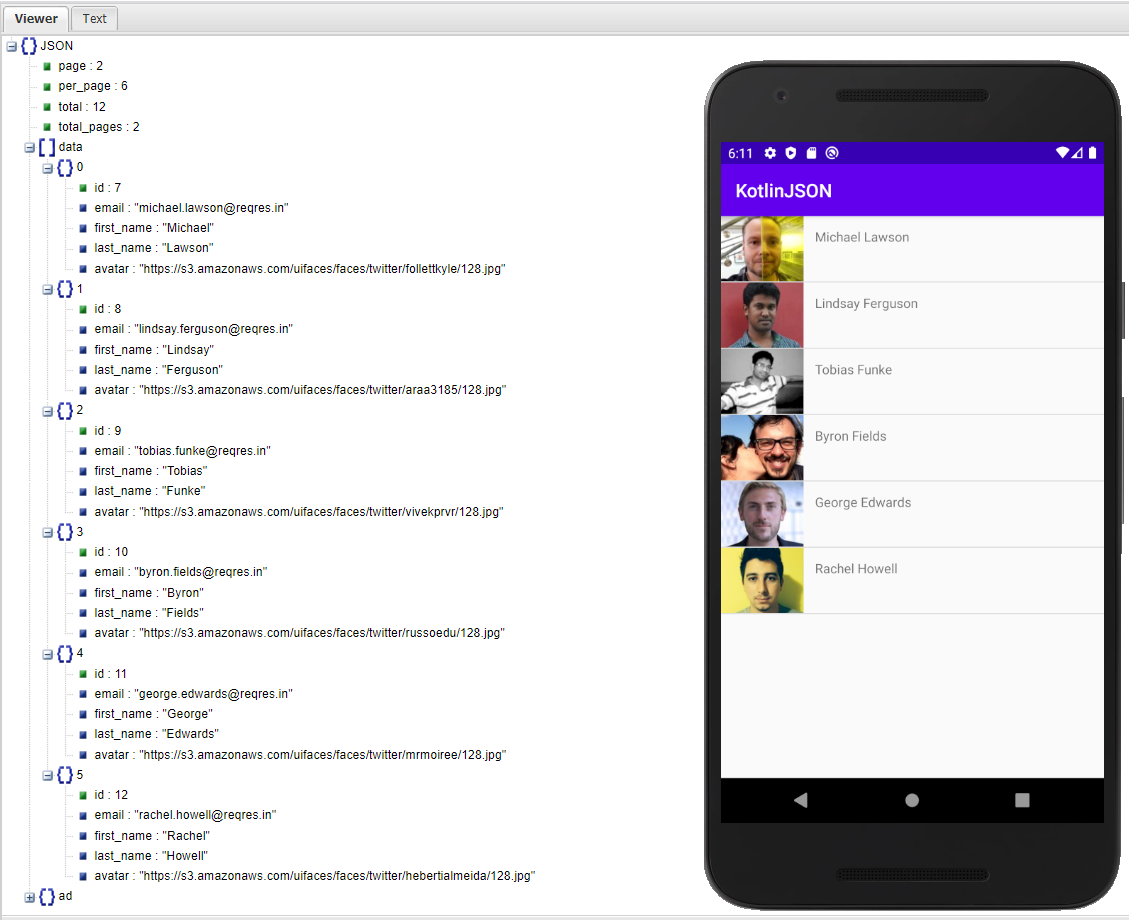 Viewer Text
JSON
page : 2
per_page : 6
total : 12
total_pages : 2
data
0
id : 7
email : "michael.lawson@reqres.in"
first_name : "Michael"
last_name : "Lawson"
avatar : "https://s3.amazonaws.com/uifaces/faces/twitter/follettkyle/128.jpg"
1
id : 8
email : "lindsay.ferguson@reqres.in"
first_name : "Lindsay"
last_name : "Ferguson"
avatar : "https://s3.amazonaws.com/uifaces/faces/twitter/araa3185/128.jpg"
2
id : 9
email : "tobias.funke@reqres.in"
first_name : "Tobias"
last_name : "Funke"
avatar : "https://s3.amazonaws.com/uifaces/faces/twitter/vivekprvr/128.jpg"
3
id : 10
email : "byron.fields@reqres.in"
first_name : "Byron"
last_name : "Fields"
avatar : "https://s3.amazonaws.com/uifaces/faces/twitter/russoedu/128.jpg"
4
id : 11
email : "george.edwards@reqres.in"
first_name : "George"
last_name : "Edwards"
avatar : "https://s3.amazonaws.com/uifaces/faces/twitter/mrmoiree/128.jpg"
5
id : 12
email : "rachel.howell@reqres.in"
first_name : "Rachel"
last_name : "Howell"
avatar : "https://s3.amazonaws.com/uifaces/faces/twitter/hebertialmeida/128.jpg"
ad
6:11
KotlinJSON
Michael Lawson
Lindsay Ferguson
Tobias Funke
Byron Fields
George Edwards
Rachel Howell